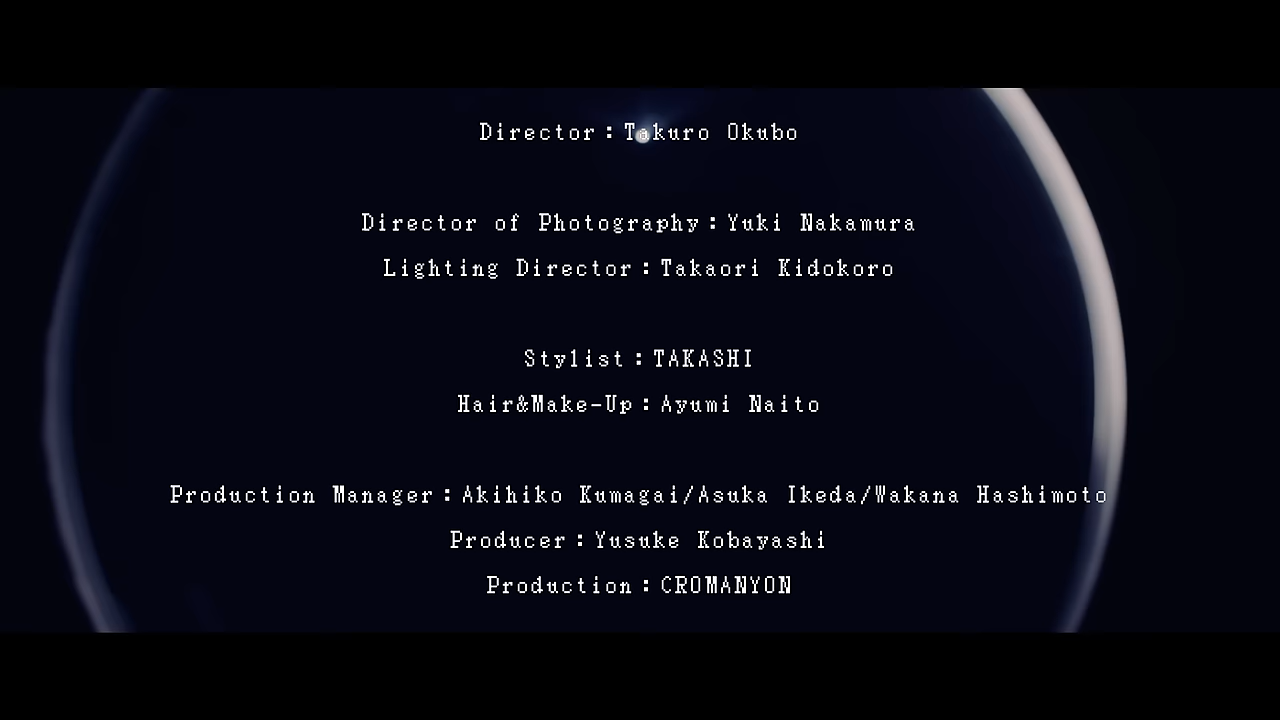 Director：Takuro Okubo
Director of Photography：Yuki Nakamura
Lighting Director：Takaori Kidokoro
Stylist：TAKASHI
Hair&Make-Up：Ayumi Naito
Production Manager：Akihiko Kumagai/Asuka Ikeda/Wakana Hashimoto
Producer：Yusuke Kobayashi
Production：CROMANYON